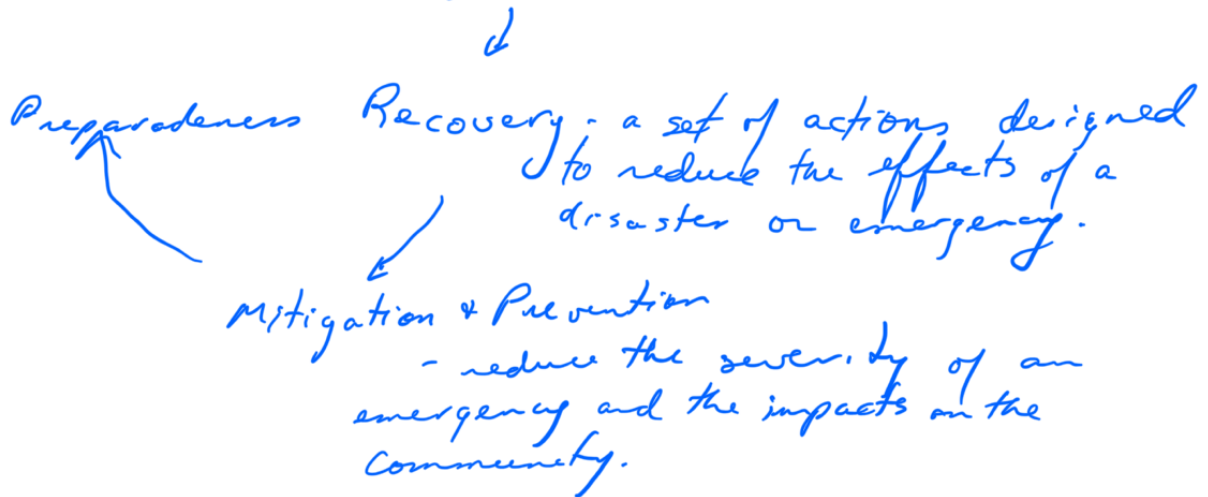 Preparadeness Recovery - a set of actions designed
to reduce the effects of a
disaster or emergency.
Mitigation & Prevention
- reduce the severity of an
emergency and the impacts on the
community.